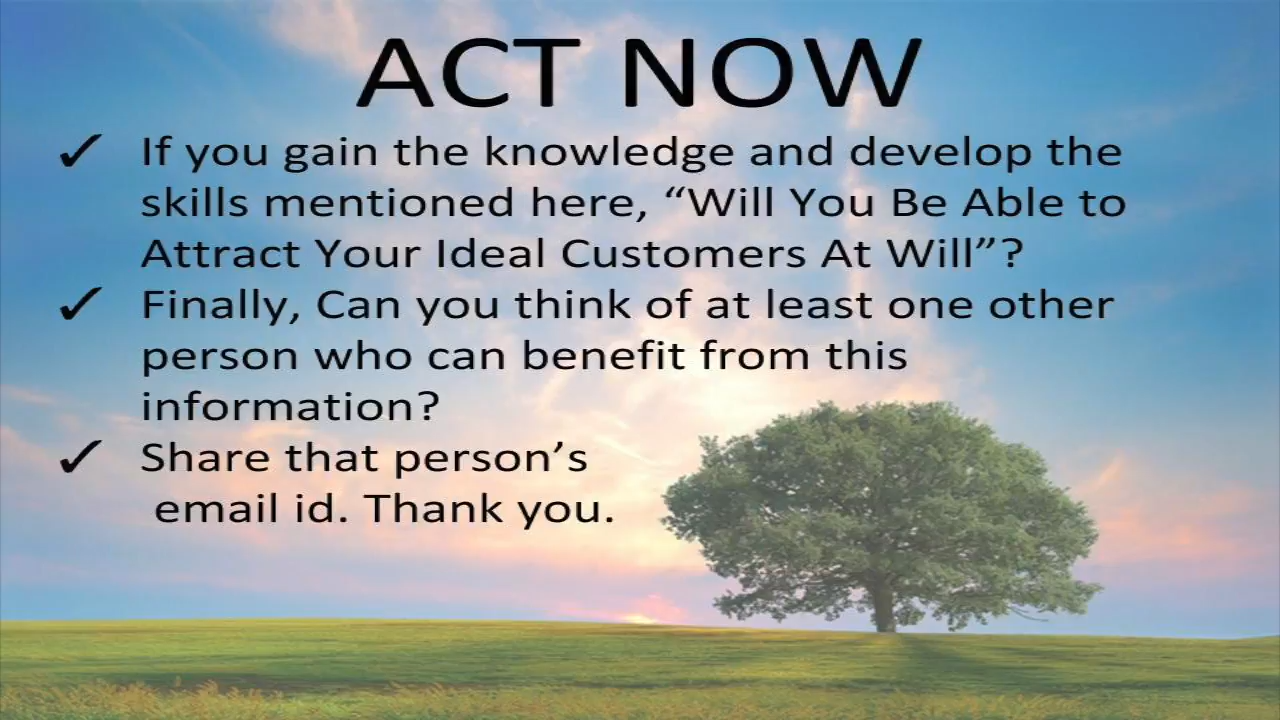 ACT NOW
✓ If you gain the knowledge and develop the
skills mentioned here, “Will You Be Able to
Attract Your Ideal Customers At Will”?
✓ Finally, Can you think of at least one other
person who can benefit from this
information?
✓ Share that person’s
email id. Thank you.